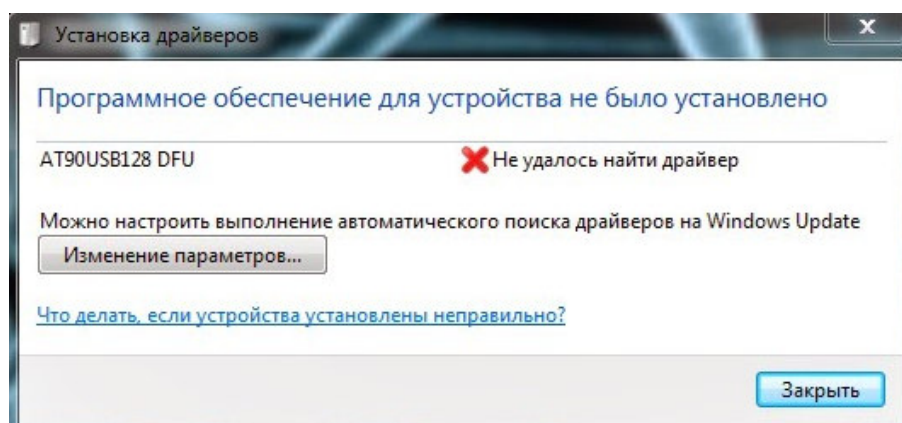 Установка драйверов
Программное обеспечение для устройства не было установлено
AT90USB128 DFU Не удалось найти драйвер
Можно настроить выполнение автоматического поиска драйверов на Windows Update
Изменение параметров...
Что делать, если устройства установлены неправильно?
Закрыть